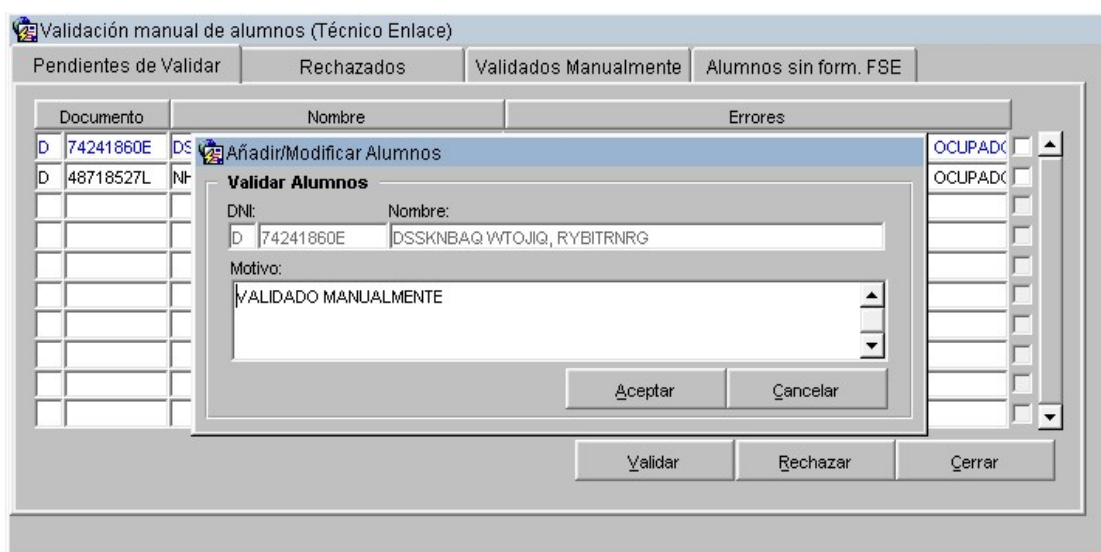 Validación manual de alumnos (Técnico Enlace)
Pendientes de Validar Rechazados Validados Manualmente Alumnos sin form. FSE
Documento Nombre Errores
D 74241860E DS OCUPADO
D 48718527L NH OCUPADO
Añadir/Modificar Alumnos
Validar Alumnos
DNI: Nombre:
D 74241860E DSSKNBAQ WTOJIQ, RYBITRNRG
Motivo:
VALIDADO MANUALMENTE
Aceptar Cancelar
Validar Rechazar Cerrar